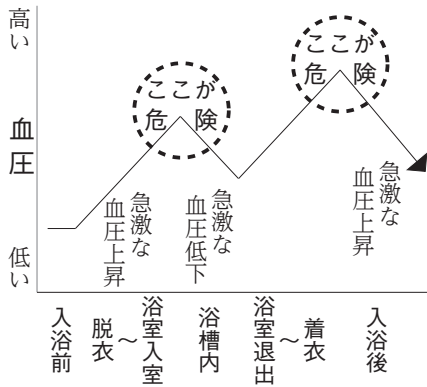 高い
血圧
低い
ここが
危険
ここが
危険
急激な
血圧上昇
急激な
血圧低下
急激な
血圧上昇
入浴前
脱衣～浴室入室
浴槽内
浴室退出～着衣
入浴後